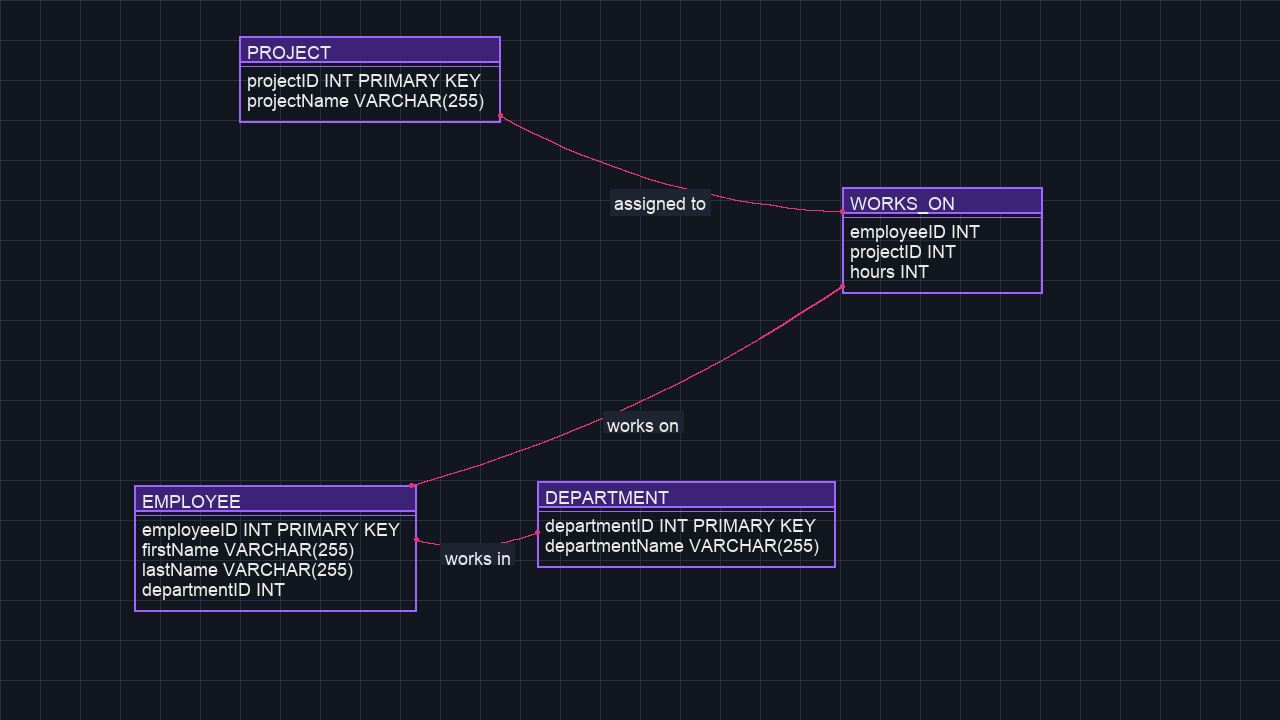 PROJECT
projectID INT PRIMARY KEY
projectName VARCHAR(255)
assigned to
WORKS_ON
employeeID INT
projectID INT
hours INT
works on
EMPLOYEE
employeeID INT PRIMARY KEY
firstName VARCHAR(255)
lastName VARCHAR(255)
departmentID INT
works in
DEPARTMENT
departmentID INT PRIMARY KEY
departmentName VARCHAR(255)